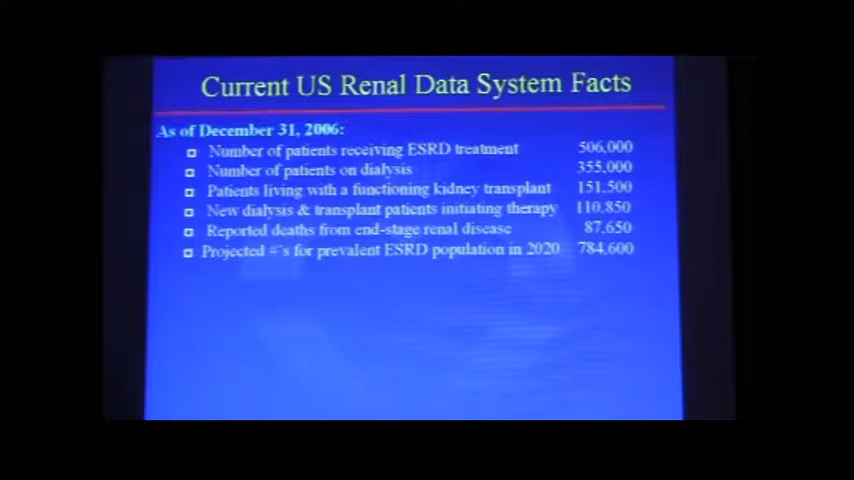 Current US Renal Data System Facts
As of December 31, 2006:
Number of patients receiving ESRD treatment 506,000
Number of patients on dialysis 355,000
Patients living with a functioning kidney transplant 151,500
New dialysis & transplant patients initiating therapy 110,850
Reported deaths from end-stage renal disease 87,650
Projected #'s for prevalent ESRD population in 2020 784,600